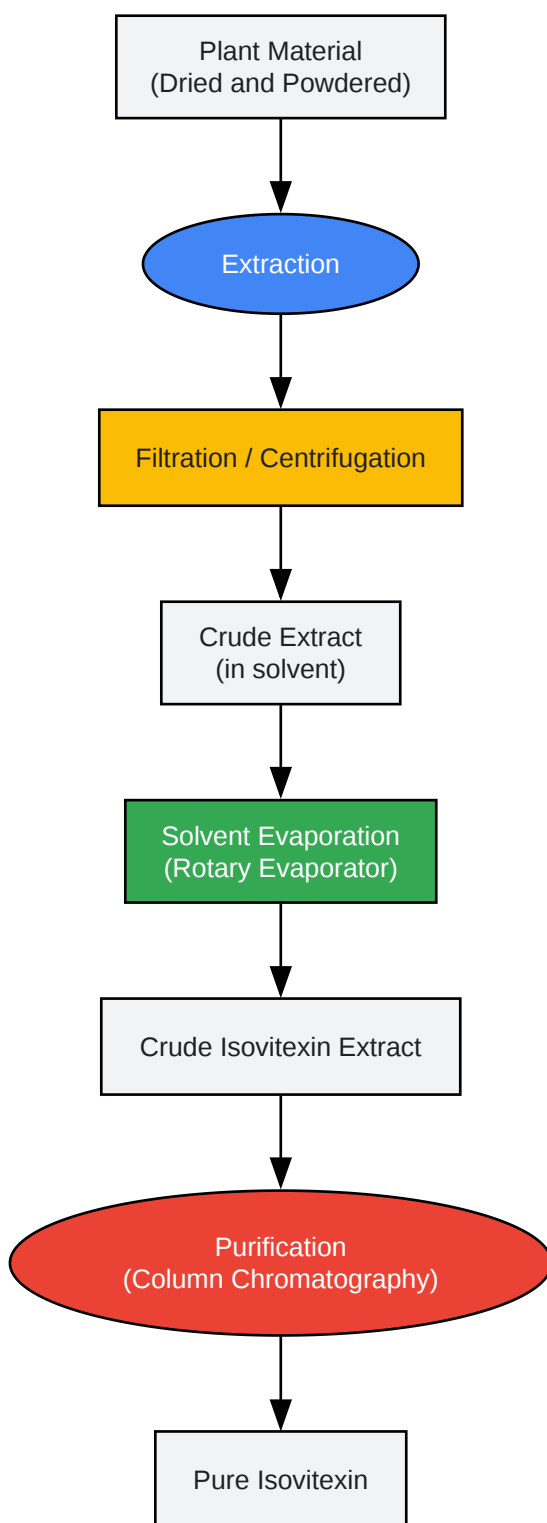 Plant Material
(Dried and Powdered)
Extraction
Filtration / Centrifugation
Crude Extract
(in solvent)
Solvent Evaporation
(Rotary Evaporator)
Crude Isovitexin Extract
Purification
(Column Chromatography)
Pure Isovitexin